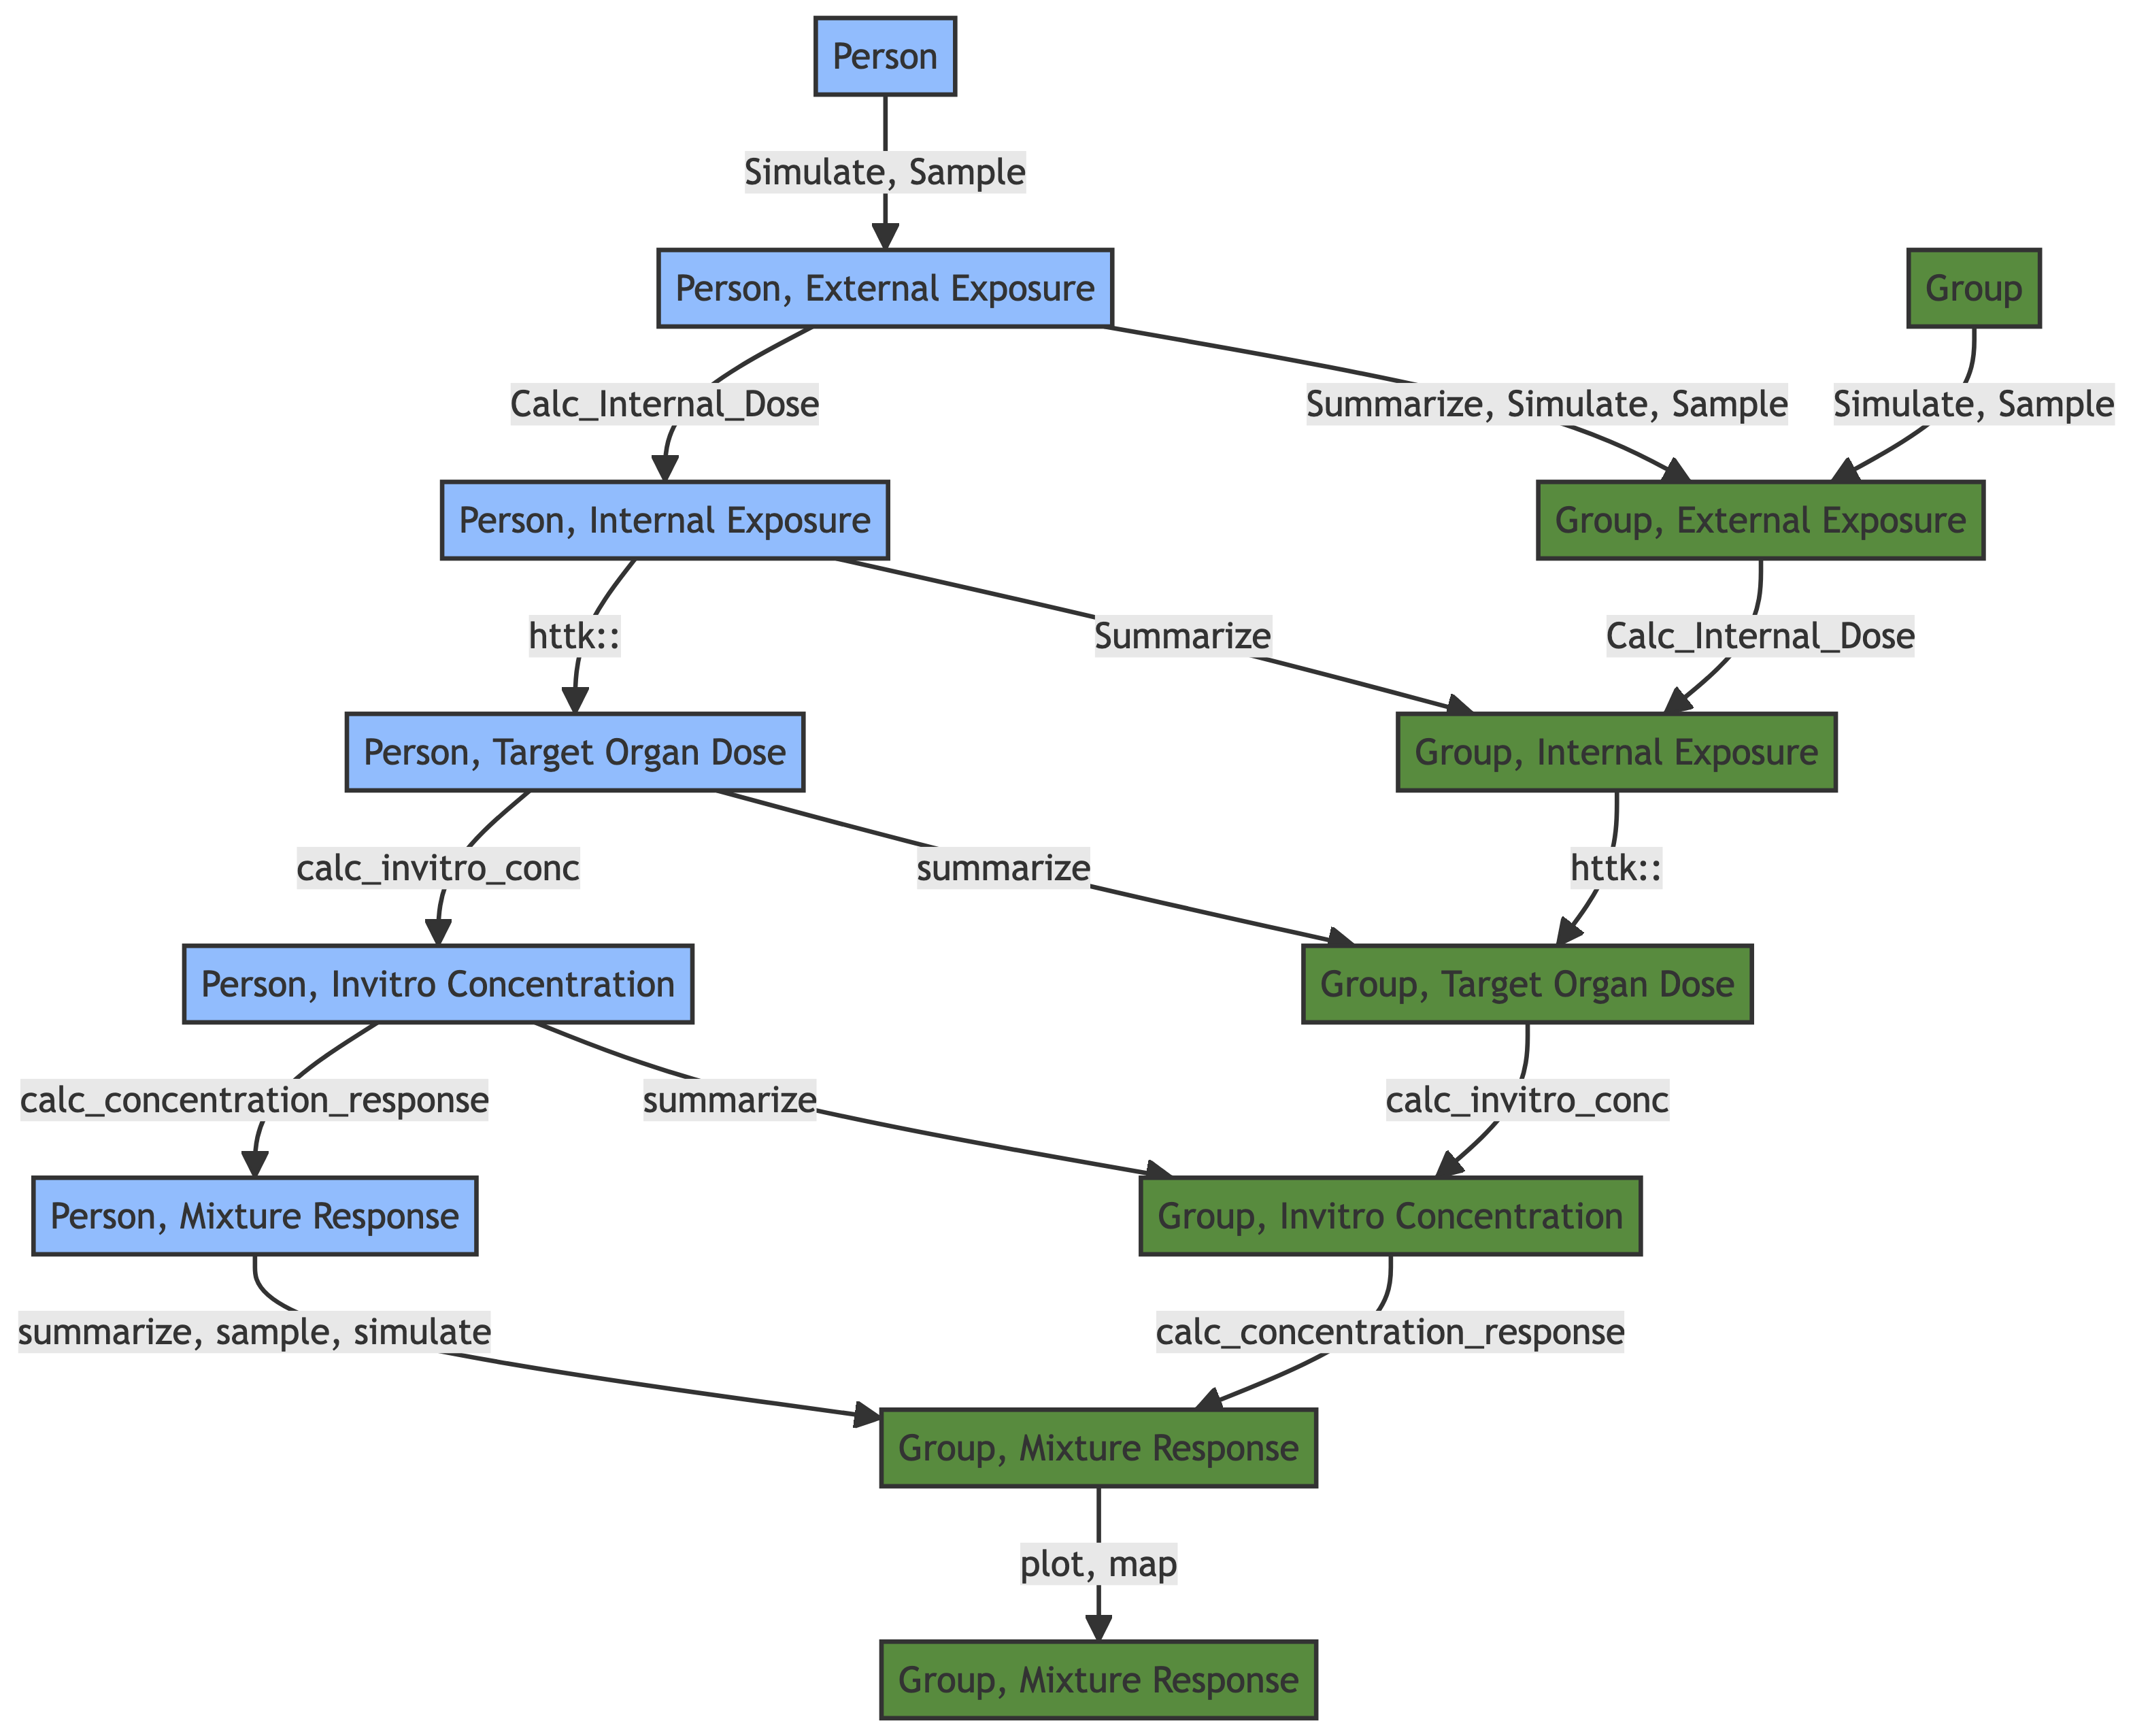 Person
Simulate, Sample
Person, External Exposure
Group
Calc_Internal_Dose
Summarize, Simulate, Sample
Simulate, Sample
Person, Internal Exposure
Group, External Exposure
httk::
Summarize
Calc_Internal_Dose
Person, Target Organ Dose
Group, Internal Exposure
calc_invitro_conc
summarize
httk::
Person, Invitro Concentration
Group, Target Organ Dose
calc_concentration_response
summarize
calc_invitro_conc
Person, Mixture Response
Group, Invitro Concentration
summarize, sample, simulate
calc_concentration_response
Group, Mixture Response
plot, map
Group, Mixture Response